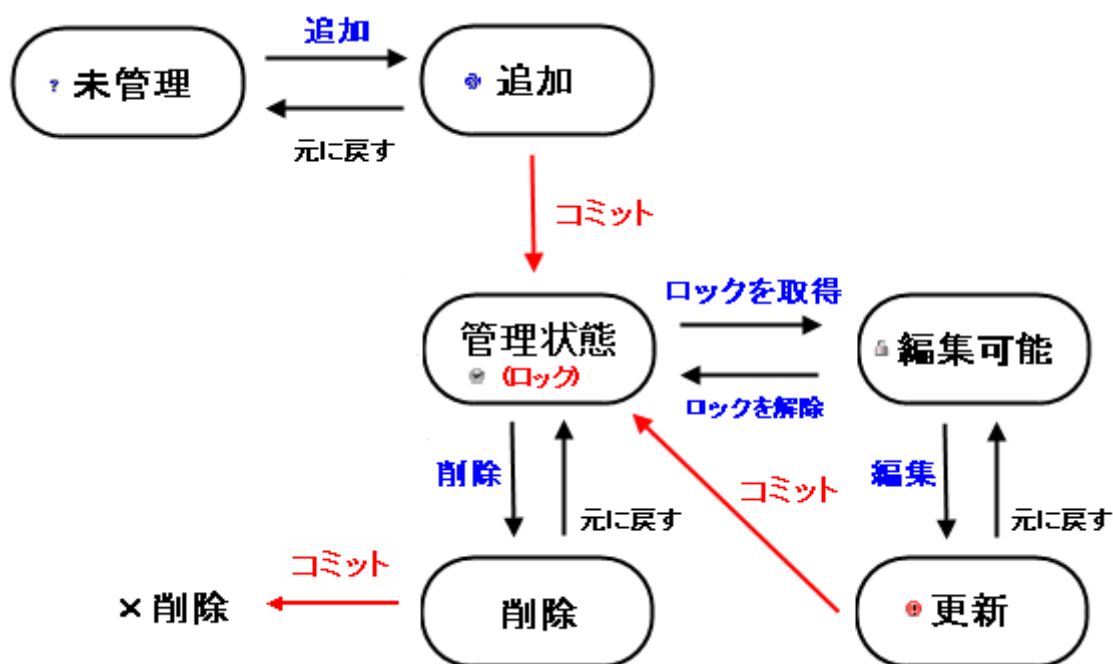 追加
? 未管理
追加
元に戻す
コミット
ロックを取得
管理状態
(ロック)
編集可能
ロックを解除
削除
元に戻す
コミット
編集
元に戻す
コミット
×削除
削除
更新